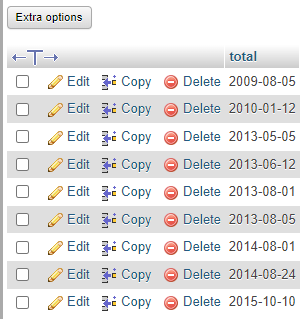 Extra options
total
Edit Copy Delete 2009-08-05
Edit Copy Delete 2010-01-12
Edit Copy Delete 2013-05-05
Edit Copy Delete 2013-06-12
Edit Copy Delete 2013-08-01
Edit Copy Delete 2013-08-05
Edit Copy Delete 2014-08-01
Edit Copy Delete 2014-08-24
Edit Copy Delete 2015-10-10